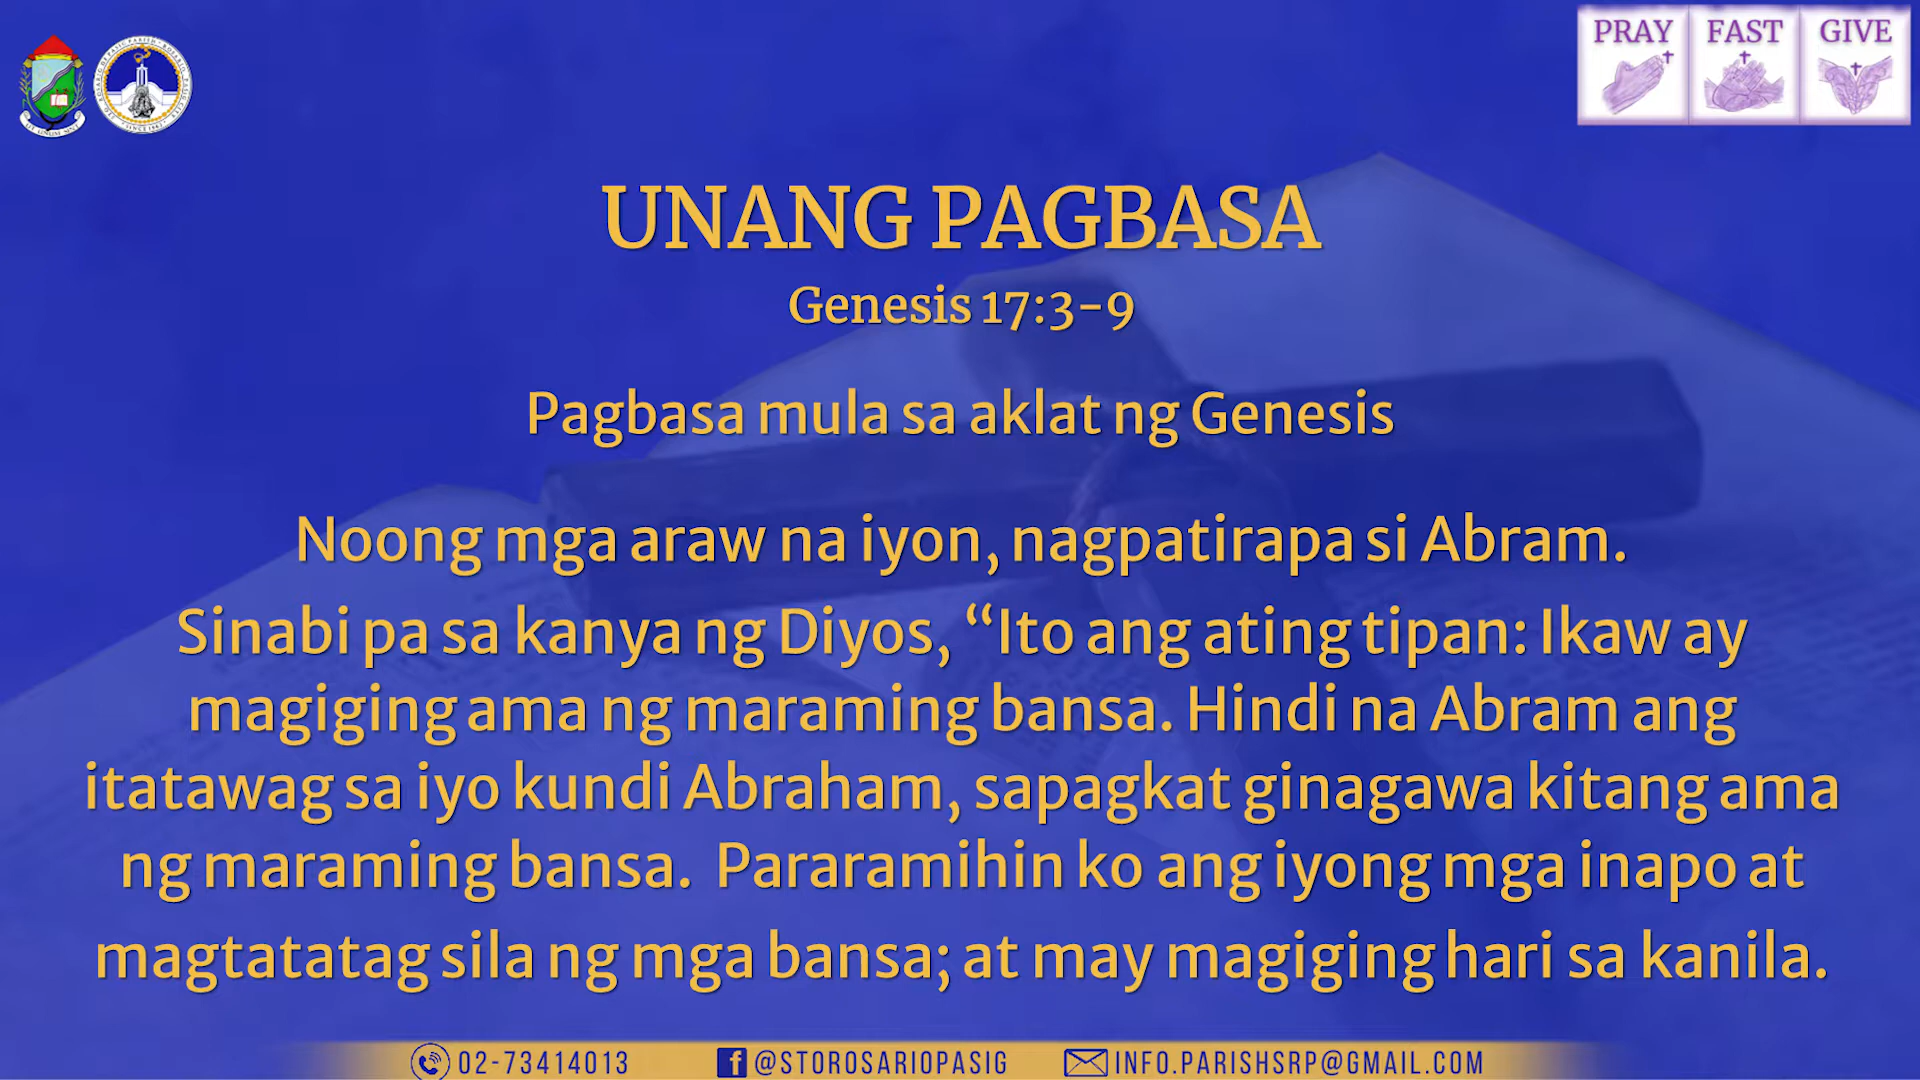 PRAY FAST GIVE
UNANG PAGBASA
Genesis 17:3-9
Pagbasa mula sa aklat ng Genesis
Noong mga araw na iyon, nagpatirapa si Abram.
Sinabi pa sa kanya ng Diyos, “Ito ang ating tipan: Ikaw ay
magiging ama ng maraming bansa. Hindi na Abram ang
itatawag sa iyo kundi Abraham, sapagkat ginagawa kitang ama
ng maraming bansa. Pararamihin ko ang iyong mga inapo at
magtatatag sila ng mga bansa; at may magiging hari sa kanila.
02-73414013 @STOROSARIOPASIG INFO.PARISHSRP@GMAIL.COM